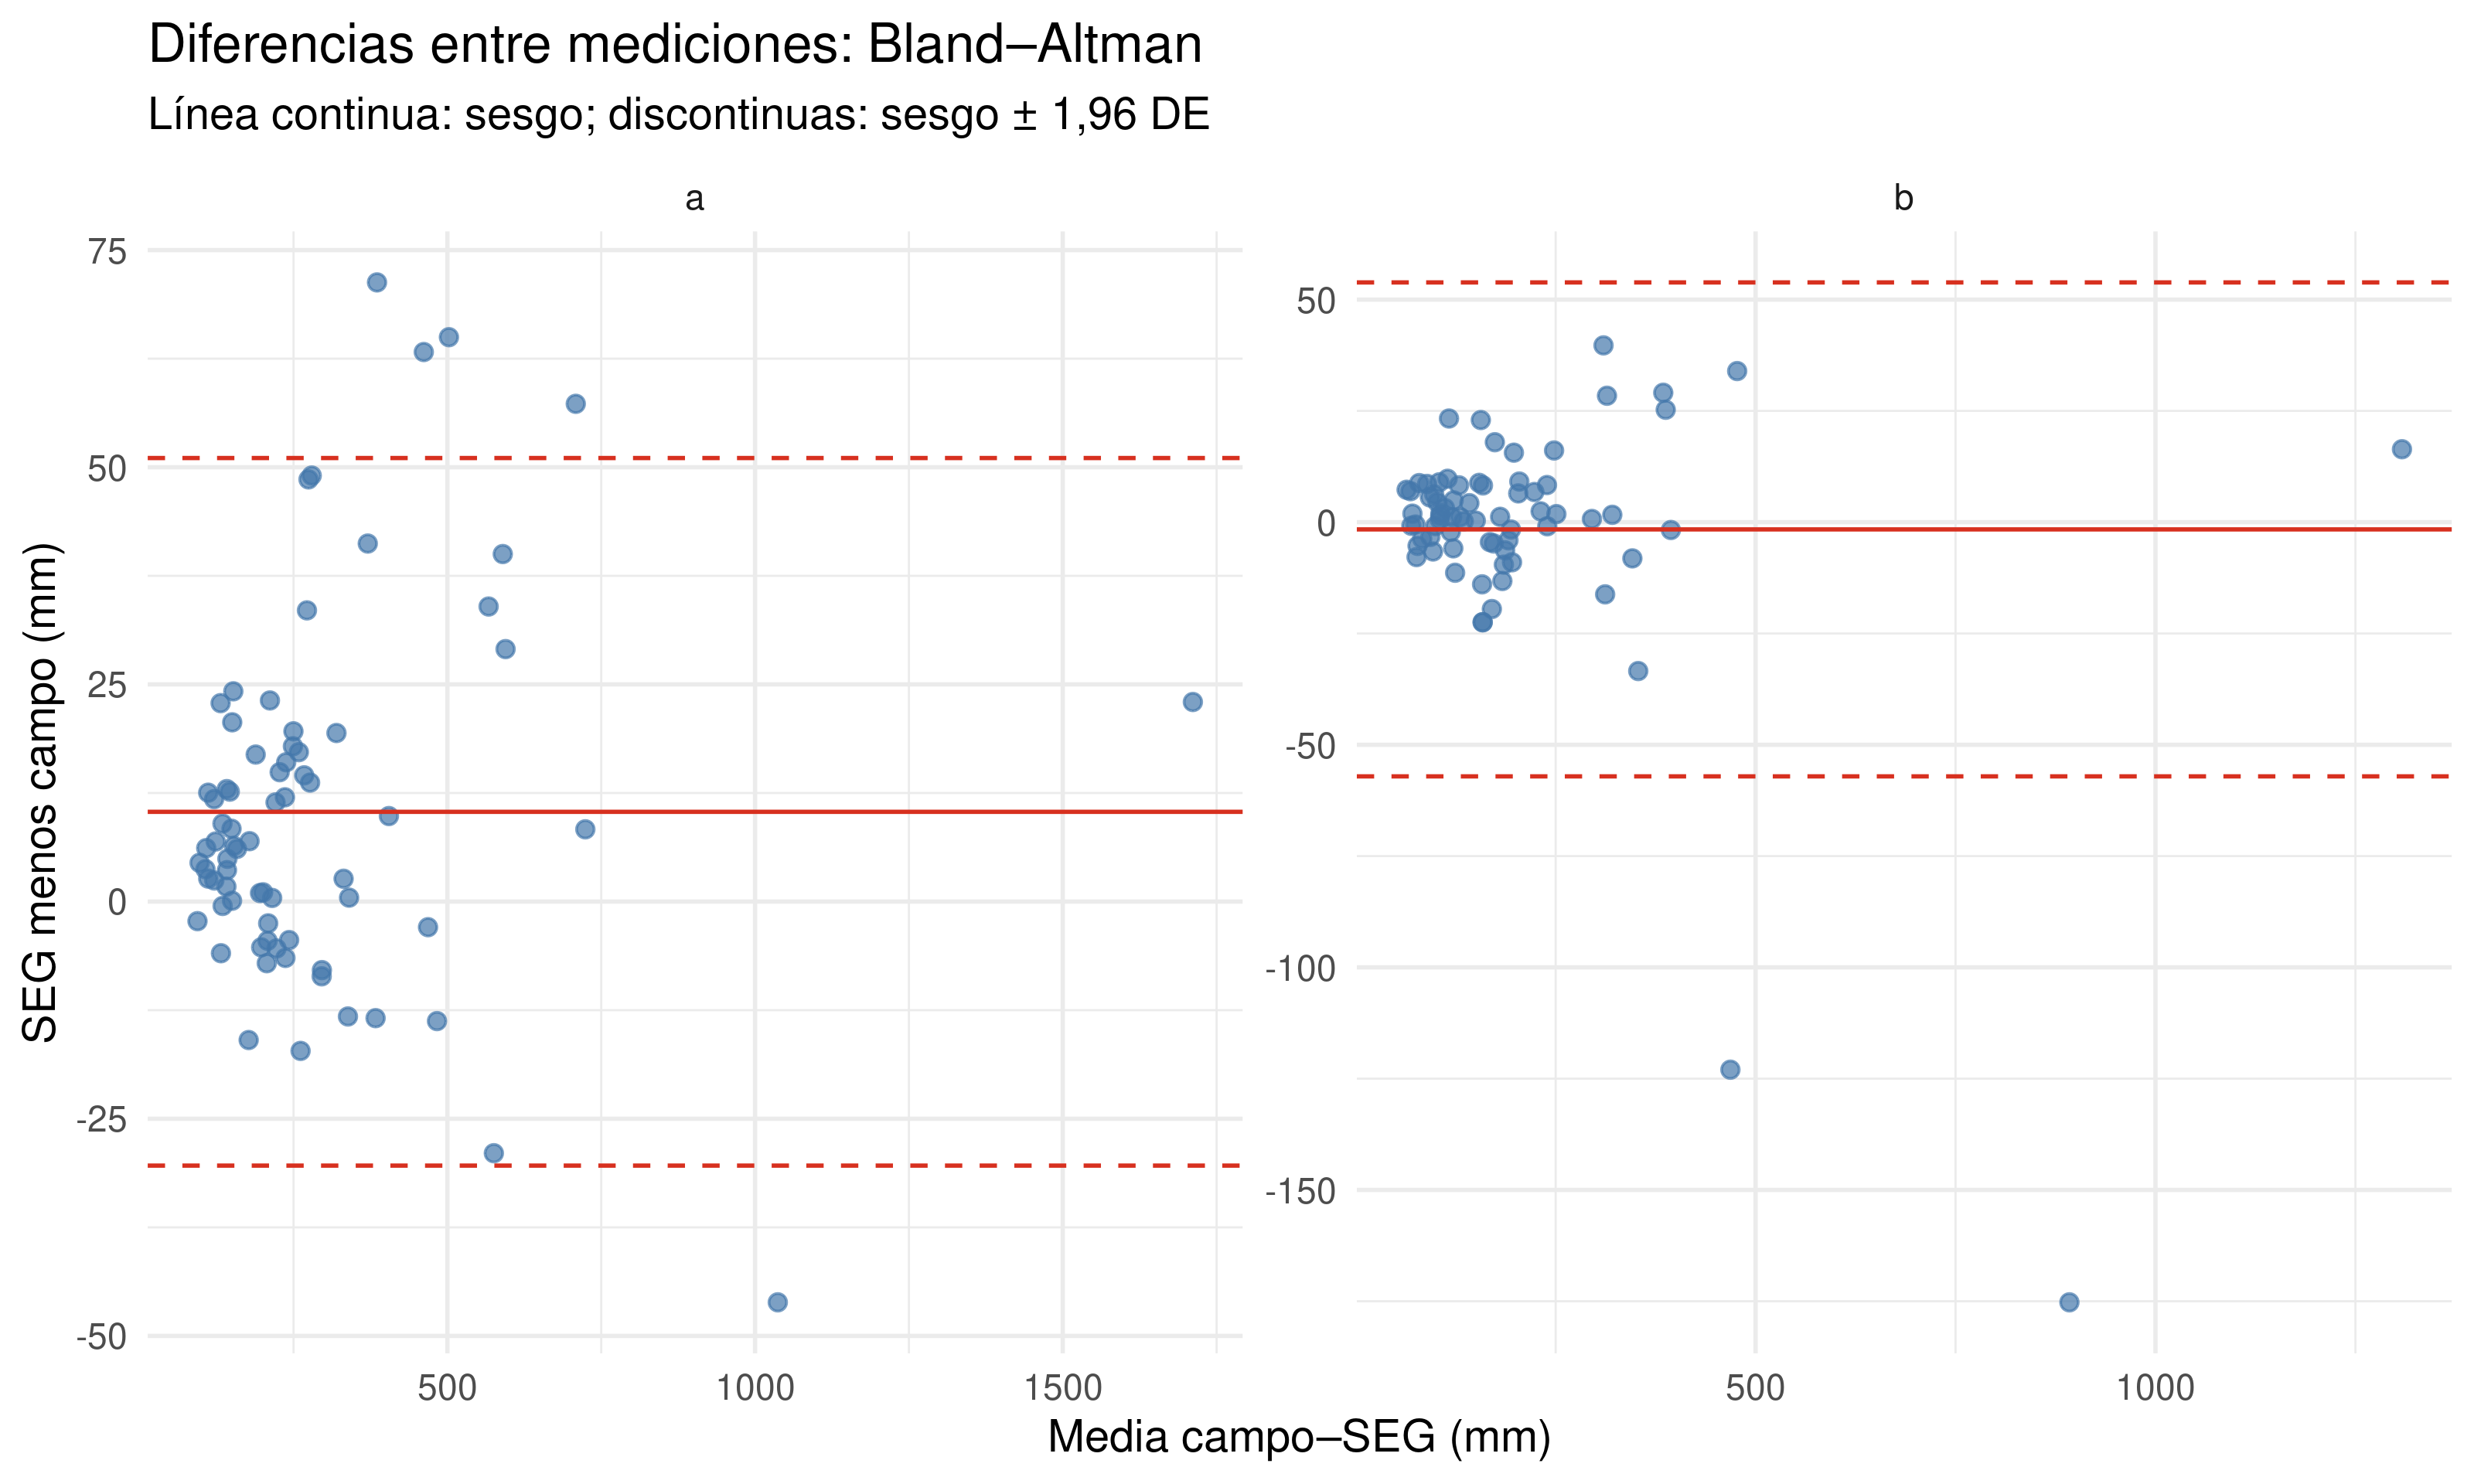 Diferencias entre mediciones: Bland–Altman
Línea continua: sesgo; discontinuas: sesgo ± 1,96 DE
a
b
SEG menos campo (mm)
75
50
25
0
-25
-50
50
0
-50
-100
-150
500
1000
1500
500
1000
Media campo–SEG (mm)